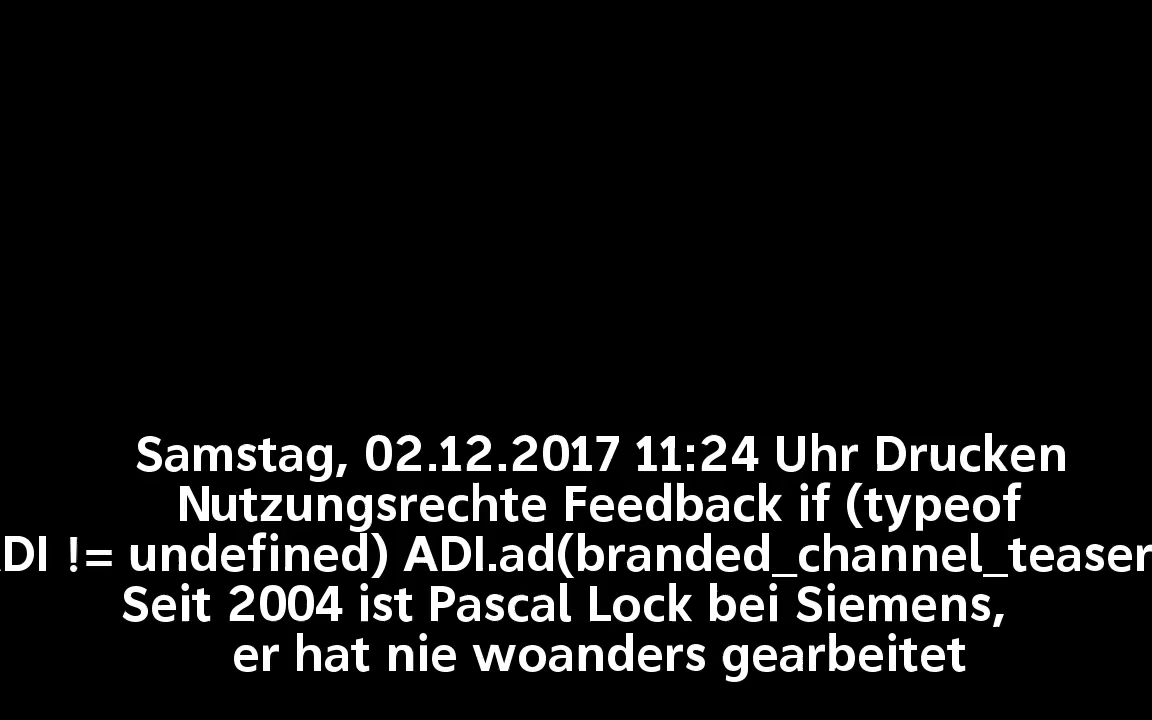 Samstag, 02.12.2017 11:24 Uhr Drucken
Nutzungsrechte Feedback if (typeof
DI != undefined) ADI.ad(branded_channel_teaser
Seit 2004 ist Pascal Lock bei Siemens,
er hat nie woanders gearbeitet